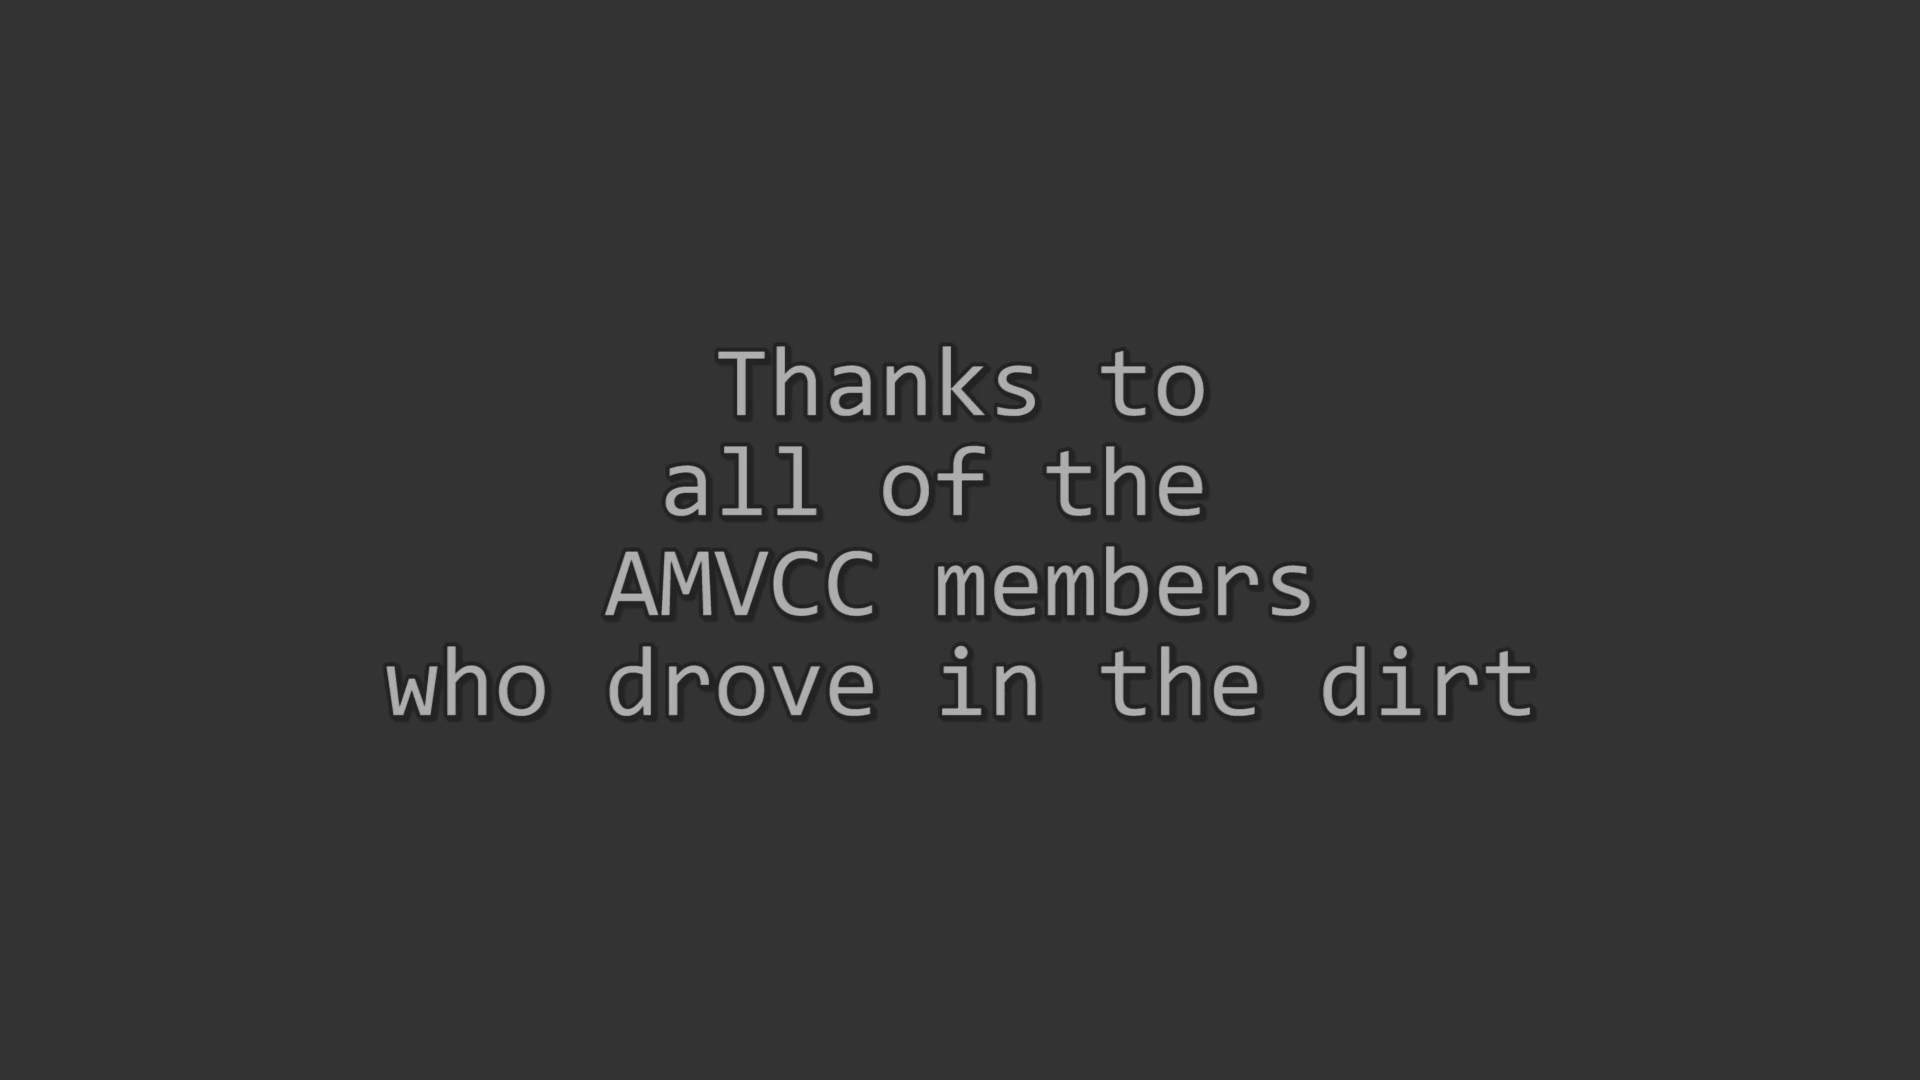 Thanks to
all of the
AMVCC members
who drove in the dirt